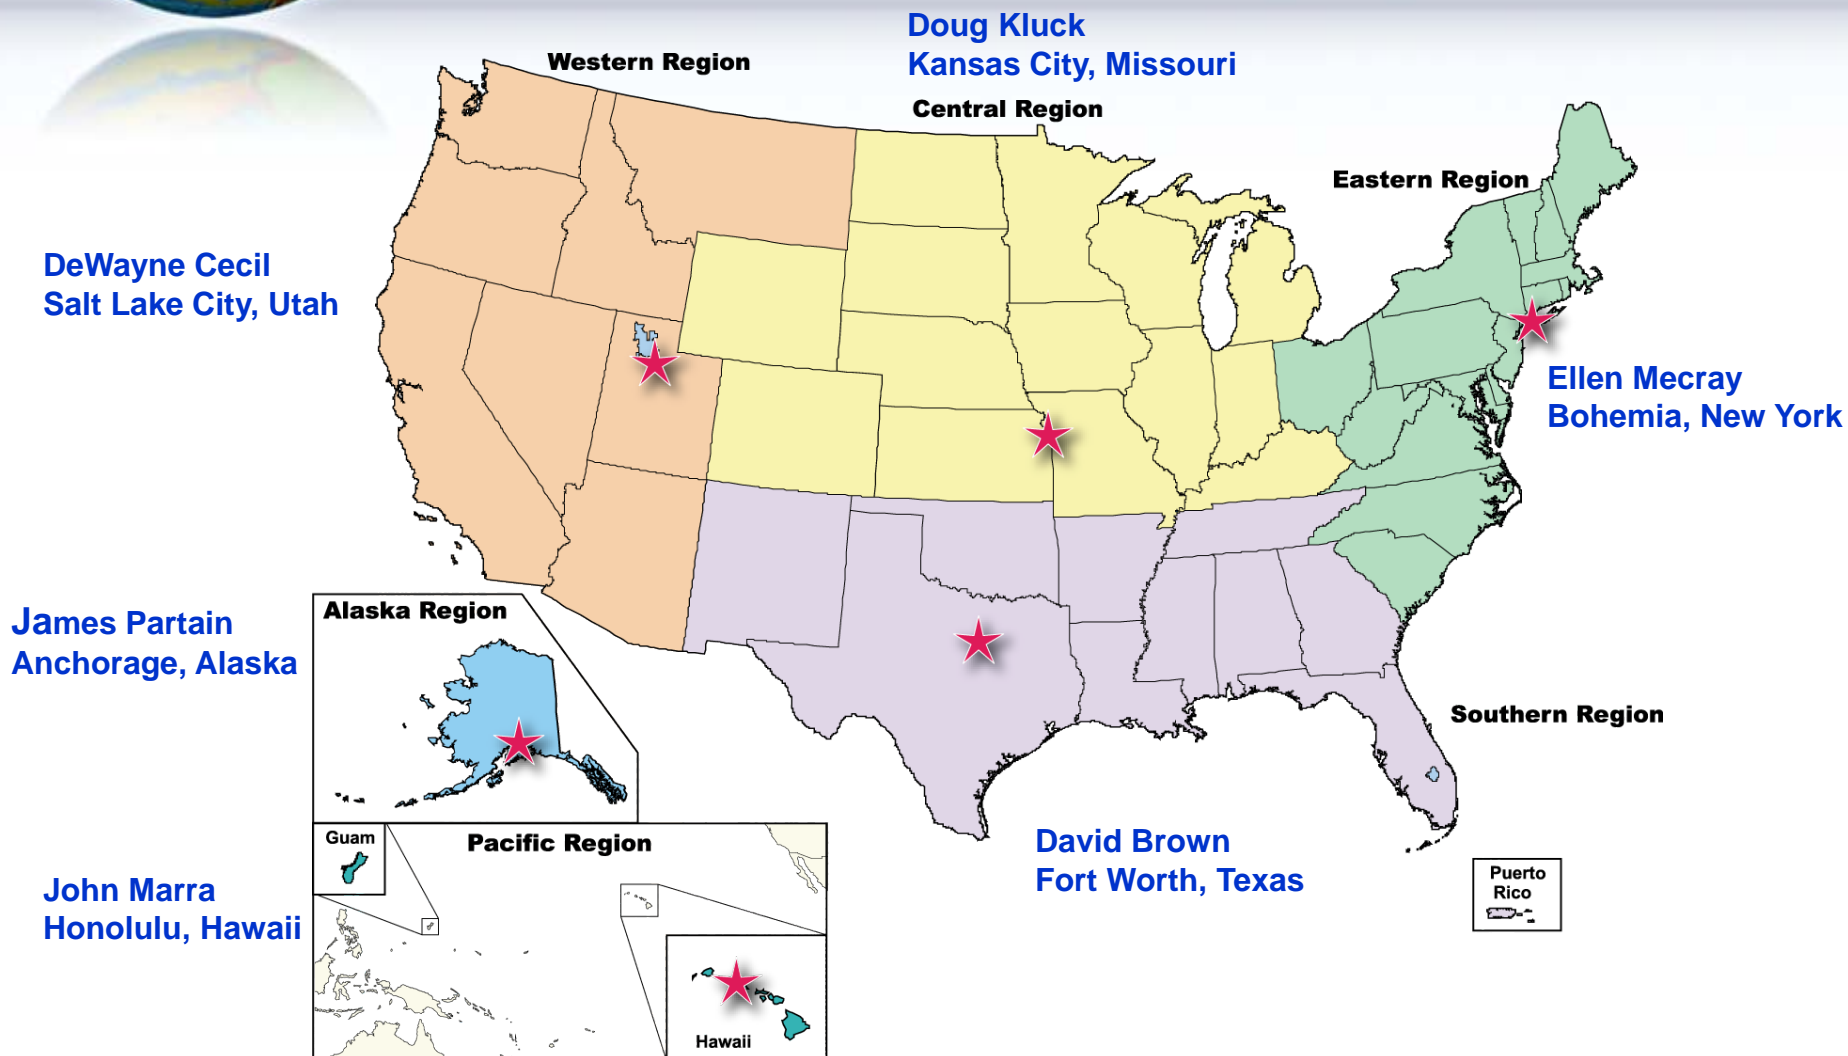 Doug Kluck
Kansas City, Missouri
Western Region
Central Region
Eastern Region
DeWayne Cecil
Salt Lake City, Utah
Ellen Mecray
Bohemia, New York
James Partain
Anchorage, Alaska
Alaska Region
Southern Region
Guam
Pacific Region
John Marra
Honolulu, Hawaii
David Brown
Fort Worth, Texas
Puerto
Rico
Hawaii